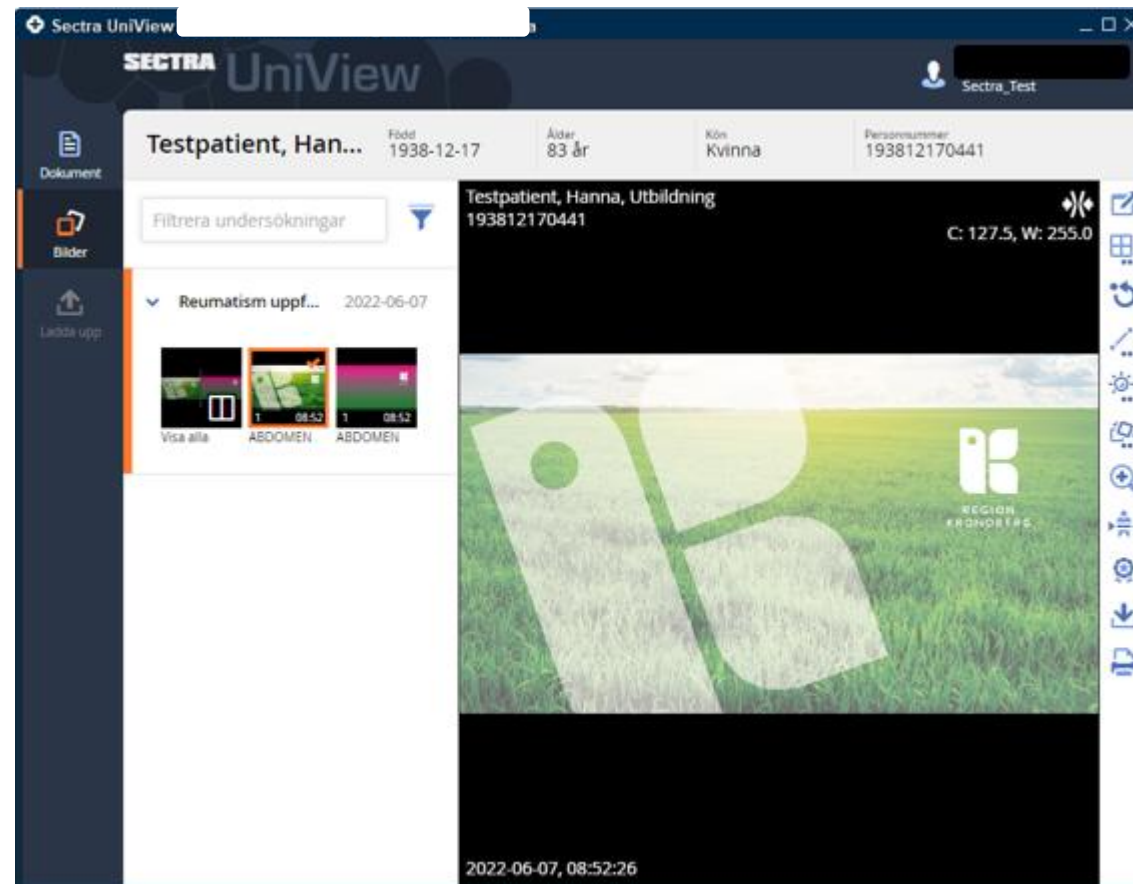 Sectra UniView
SECTRA UniView
Sectra_Test
Dokument
Bilder
Ladda upp
Testpatient, Han...
Född
1938-12-17
Ålder
83 år
Kön
Kvinna
Personnummer
193812170441
Filtrera undersökningar
Reumatism uppf... 2022-06-07
1 08:52
1 08:52
Visa alla
ABDOMEN
ABDOMEN
Testpatient, Hanna, Utbildning
193812170441
C: 127.5, W: 255.0
REGION
KRONOBERG
2022-06-07, 08:52:26